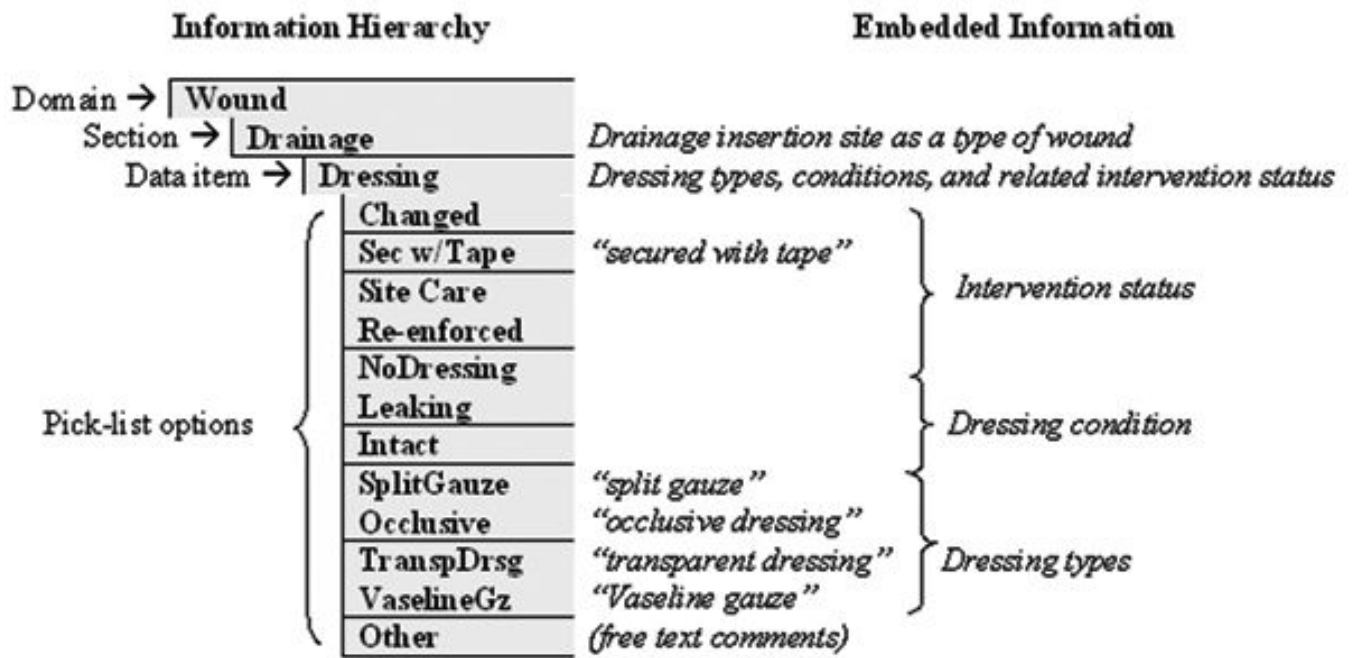 Information Hierarchy Embedded Information
Domain → Wound
Section → Drainage Drainage insertion site as a type of wound
Data item → Dressing Dressing types, conditions, and related intervention status
Changed
Sec w/Tape “secured with tape”
Site Care Intervention status
Re-enforced
NoDressing
Pick-list options Leaking Dressing condition
Intact
SplitGauze “split gauze”
Occlusive “occlusive dressing”
TranspDrsg “transparent dressing” Dressing types
VaselineGz “Vaseline gauze”
Other (free text comments)